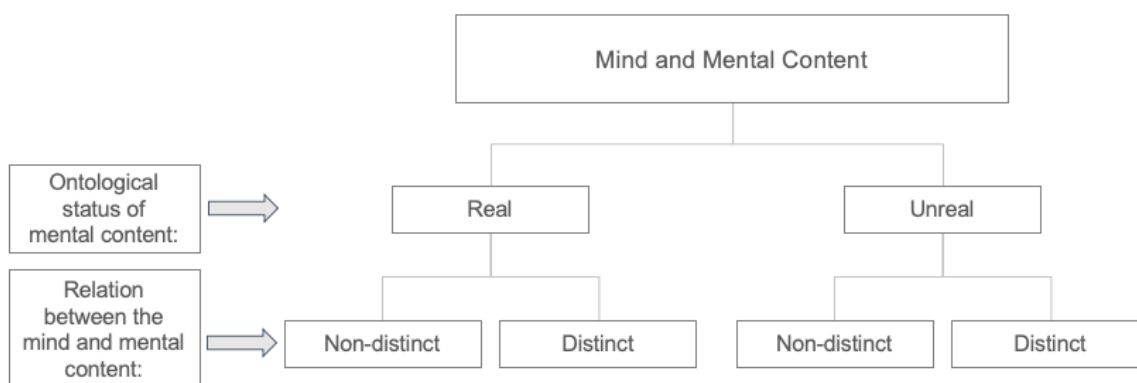 Mind and Mental Content
Ontological
status of
mental content:
Real
Unreal
Relation
between the
mind and mental
content:
Non-distinct
Distinct
Non-distinct
Distinct